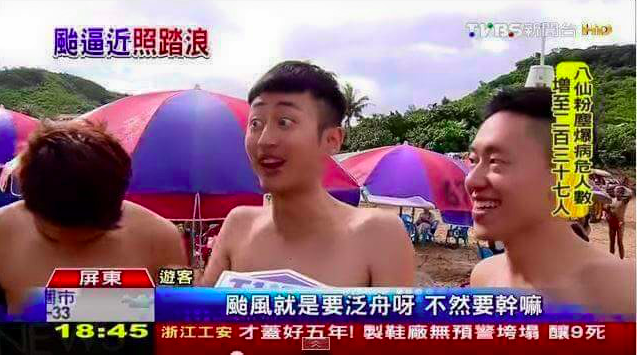 颱逼近照踏浪
TVBS新聞台 HD
八仙粉塵爆病危人數
增至二百三十七人
屏東
遊客
颱風就是要泛舟呀 不然要幹嘛
市
-33
18:45
浙江工安 才蓋好五年! 製鞋廠無預警垮塌 釀9死